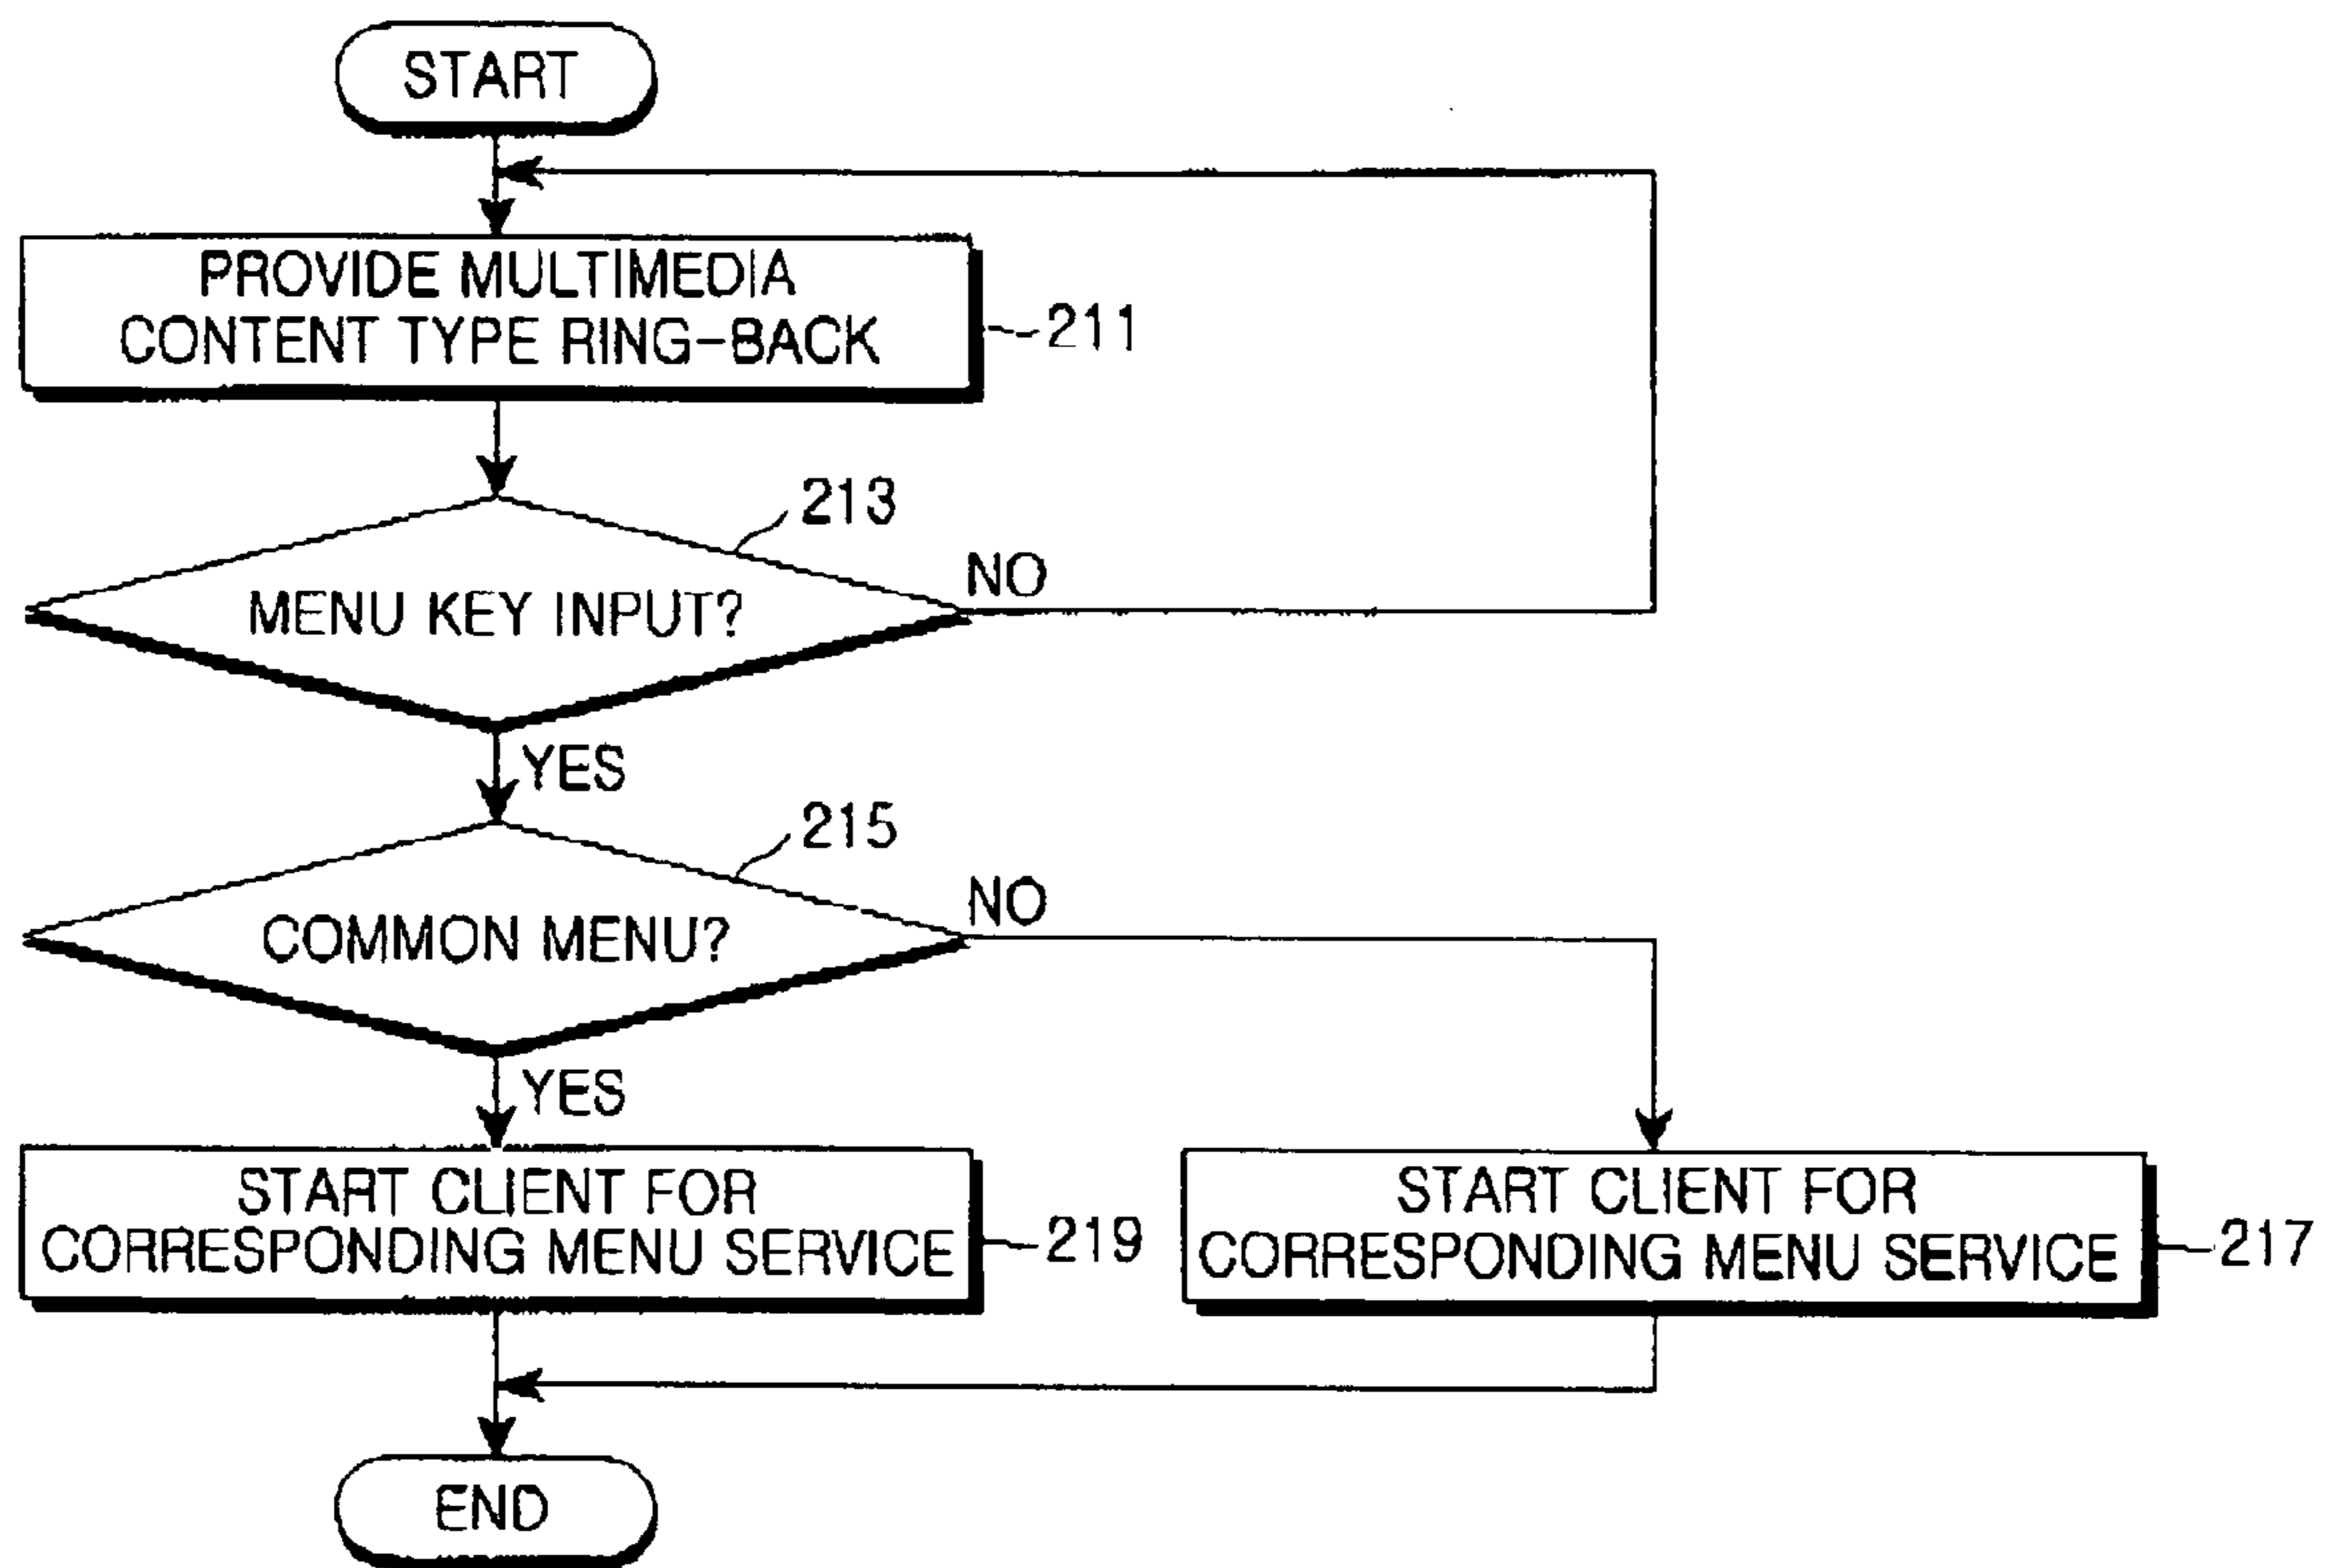 START
PROVIDE MULTIMEDIA
CONTENT TYPE RING-BACK
211
213
MENU KEY INPUT?
NO
YES
215
COMMON MENU?
NO
YES
START CLIENT FOR
CORRESPONDING MENU SERVICE
219
START CLIENT FOR
CORRESPONDING MENU SERVICE
217
END